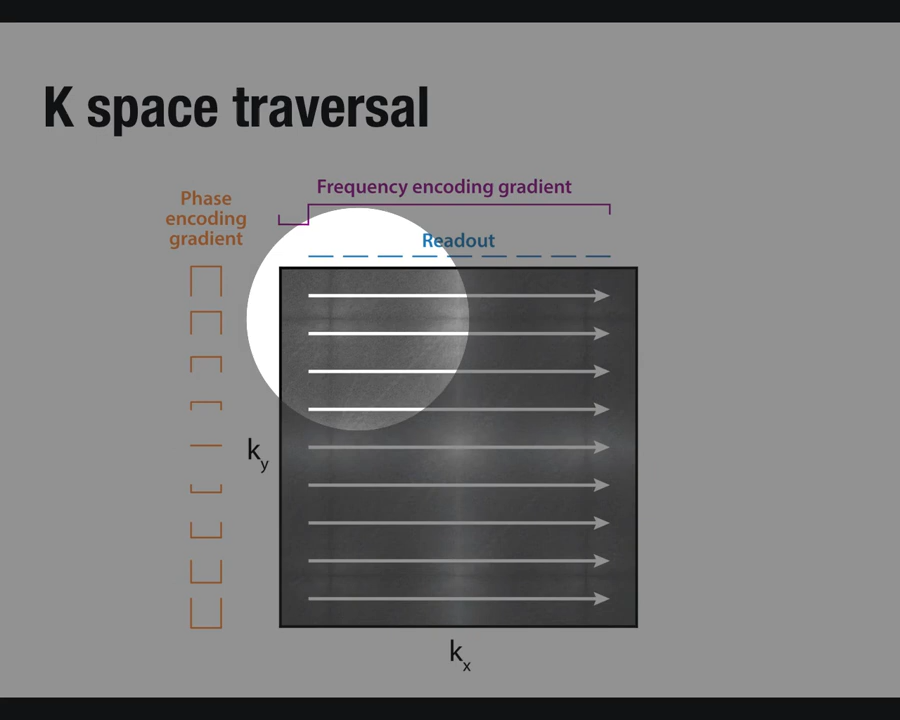 K space traversal
Frequency encoding gradient
Phase
encoding
gradient
Readout
ky
kx